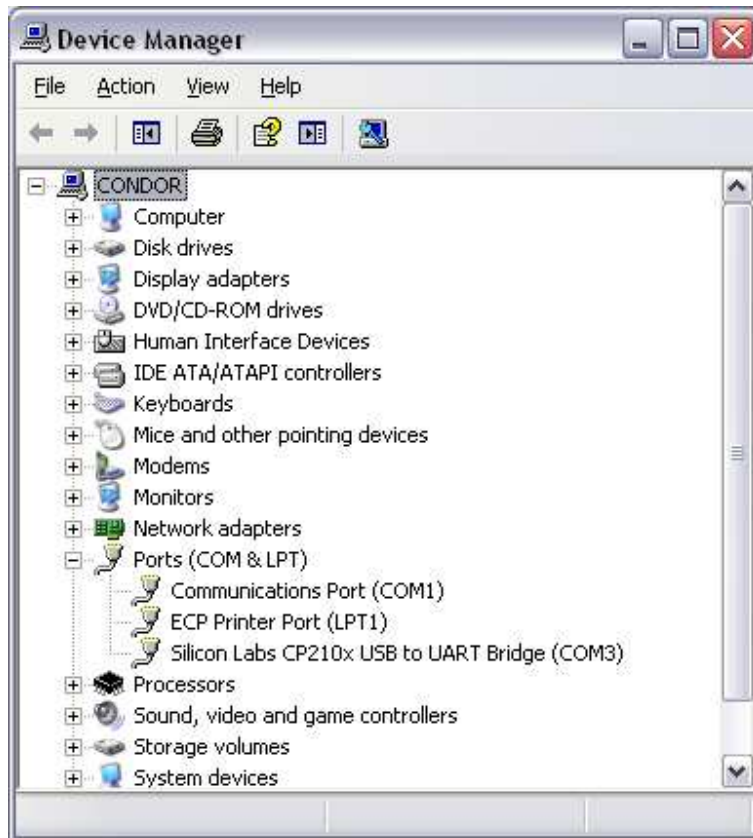 Device Manager
File Action View Help
CONDOR
Computer
Disk drives
Display adapters
DVD/CD-ROM drives
Human Interface Devices
IDE ATA/ATAPI controllers
Keyboards
Mice and other pointing devices
Modems
Monitors
Network adapters
Ports (COM & LPT)
Communications Port (COM1)
ECP Printer Port (LPT1)
Silicon Labs CP210x USB to UART Bridge (COM3)
Processors
Sound, video and game controllers
Storage volumes
System devices